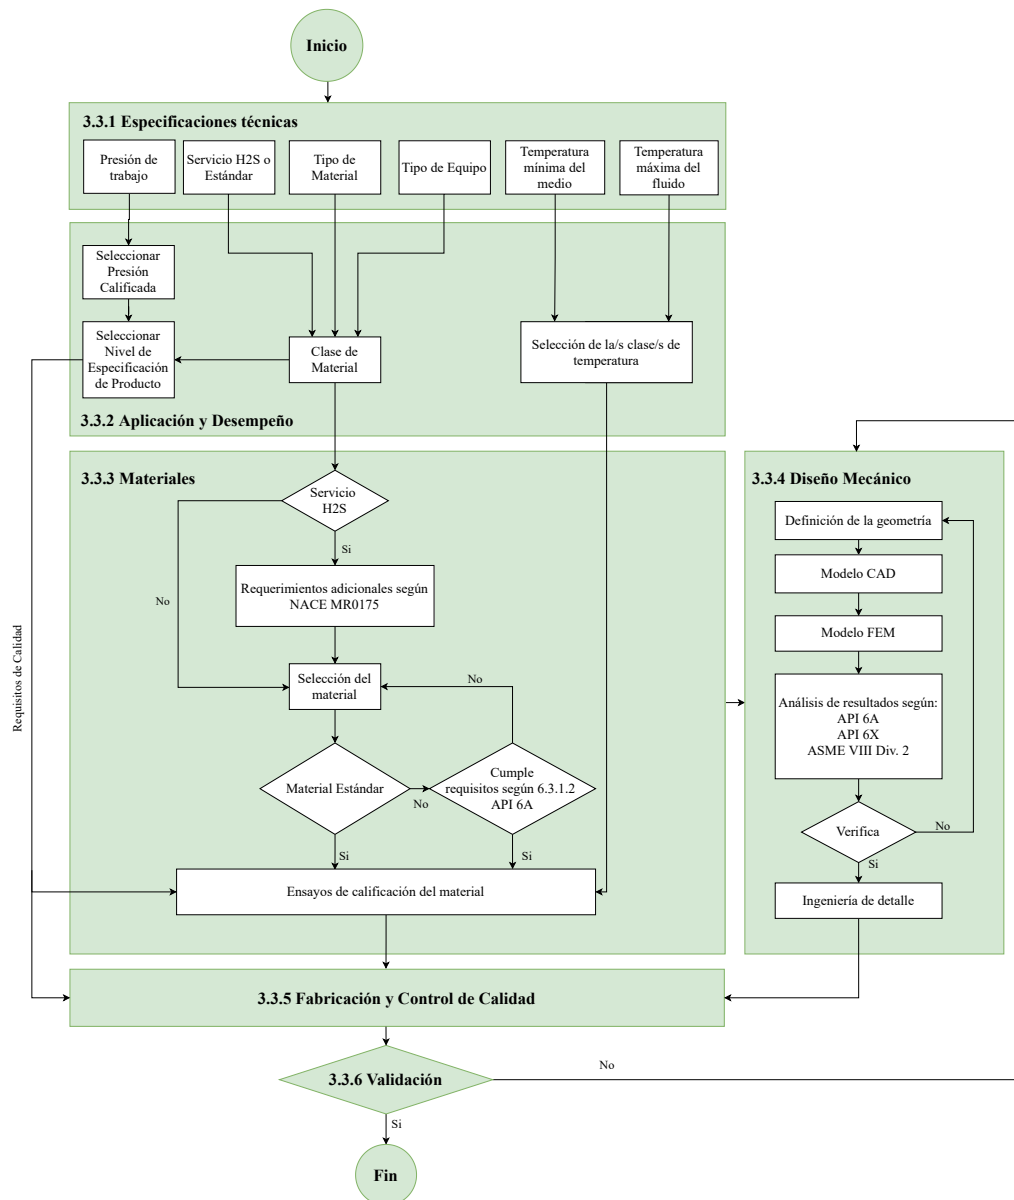 Inicio
3.3.1 Especificaciones técnicas
Presión de
trabajo
Servicio H2S o
Estándar
Tipo de
Material
Tipo de Equipo
Temperatura
mínima del
medio
Temperatura
máxima del
fluido
Seleccionar
Presión
Calificada
Seleccionar
Nivel de
Especificación
de Producto
Clase de
Material
Selección de la/s clase/s de
temperatura
3.3.2 Aplicación y Desempeño
3.3.3 Materiales
Servicio
H2S
Si
No
Requerimientos adicionales según
NACE MR0175
Selección del
material
No
Material Estándar
No
Cumple
requisitos según 6.3.1.2
API 6A
Si
Si
Ensayos de calificación del material
Requisitos de Calidad
3.3.4 Diseño Mecánico
Definición de la geometría
Modelo CAD
Modelo FEM
Análisis de resultados según:
API 6A
API 6X
ASME VIII Div. 2
Verifica
No
Si
Ingeniería de detalle
3.3.5 Fabricación y Control de Calidad
3.3.6 Validación
No
Si
Fin